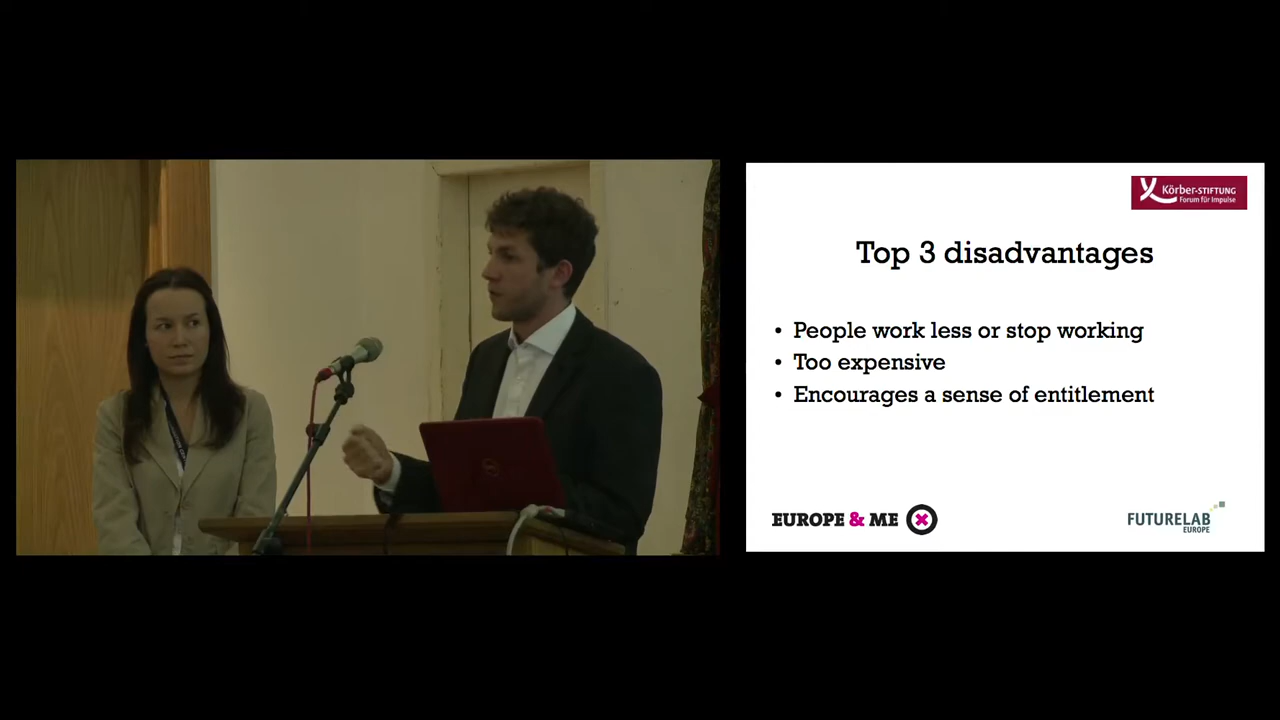 Körber-STIFTUNG
Forum für Impulse
Top 3 disadvantages
• People work less or stop working
• Too expensive
• Encourages a sense of entitlement
EUROPE & ME
FUTURELAB
EUROPE